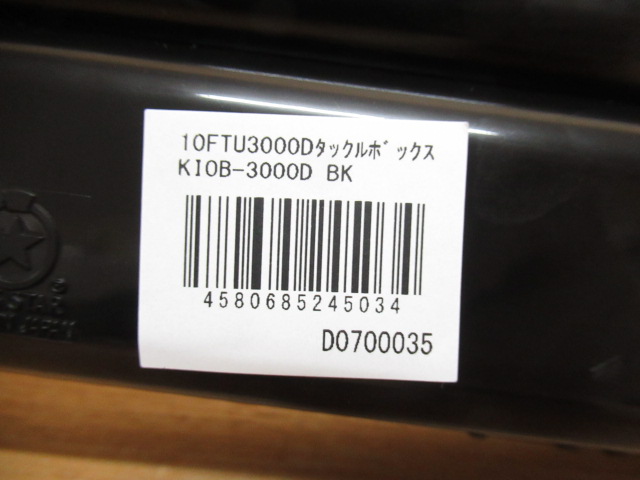 10FTU3000Dﾀｯｸﾙﾎﾞｯｸｽ
KIOB-3000D BK
4580685245034
D0700035